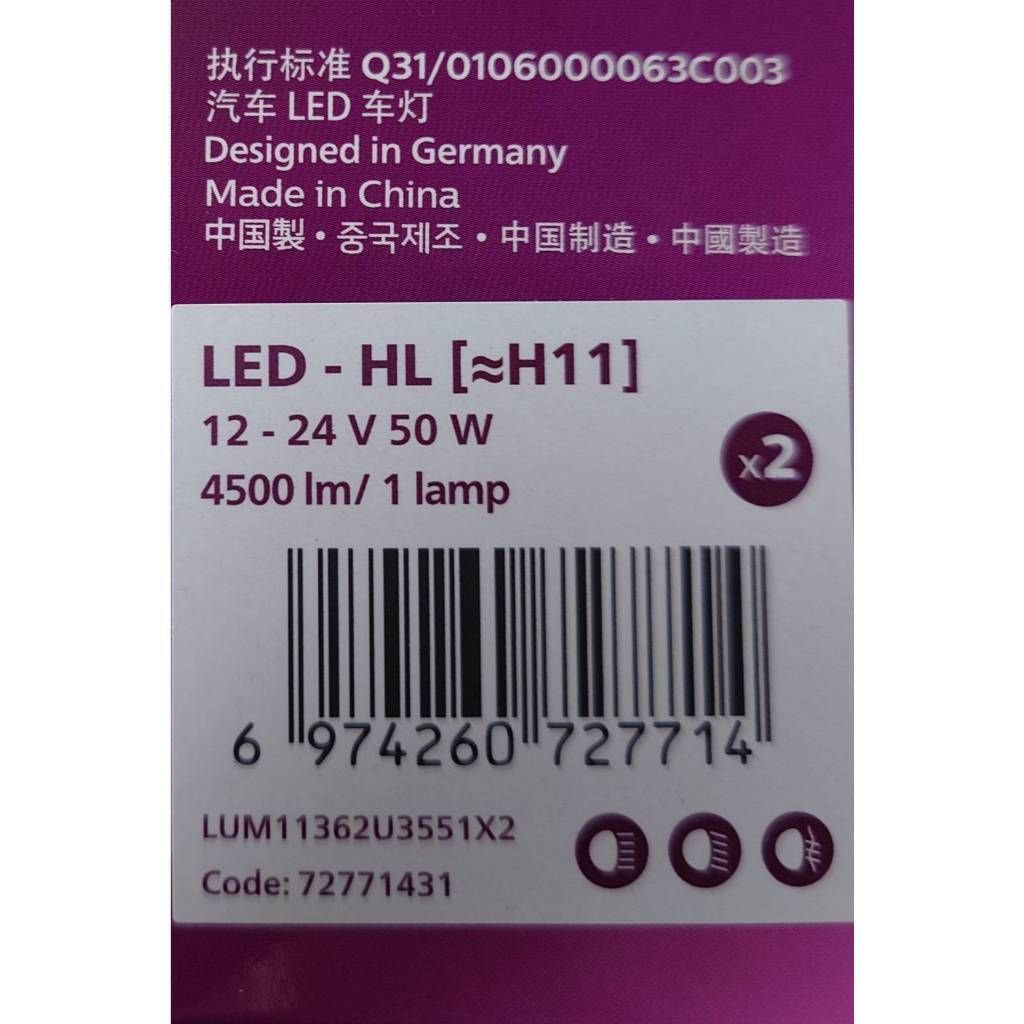 执行标准 Q31/0106000063C003
汽车 LED 车灯
Designed in Germany
Made in China
中国製 • 중국제조 • 中国制造 • 中國製造
LED - HL [≈H11]
12 - 24 V 50 W
4500 lm/ 1 lamp
x2
6 974260 727714
LUM11362U3551X2
Code: 72771431